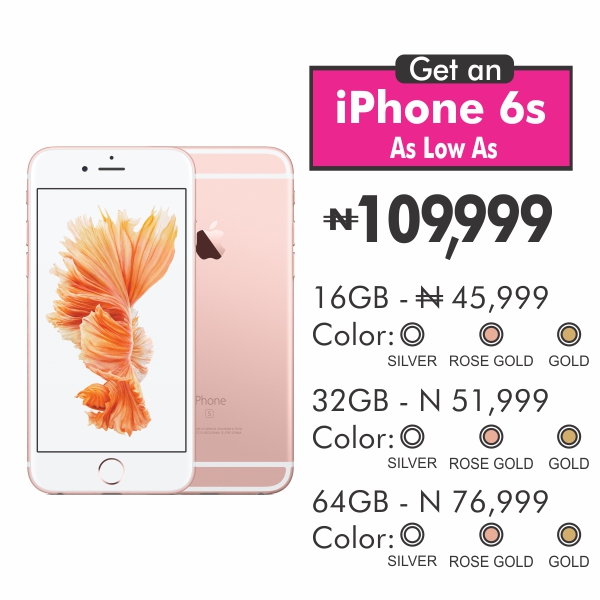 Get an
iPhone 6s
As Low As
₦109,999
16GB - ₦ 45,999
Color:
SILVER ROSE GOLD GOLD
32GB - N 51,999
Color:
SILVER ROSE GOLD GOLD
64GB - N 76,999
Color:
SILVER ROSE GOLD GOLD
iPhone
S